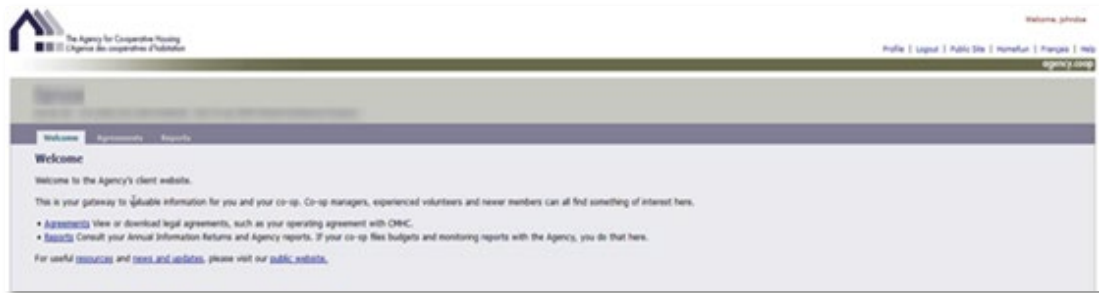 Welcome, johndoe
The Agency for Co-operative Housing
L'Agence des coopératives d'habitation
Profile | Logout | Public Site | Homerun | Français | Help
agency.coop
Welcome Agreements Reports
Welcome
Welcome to the Agency's client website.
This is your gateway to valuable information for you and your co-op. Co-op managers, experienced volunteers and newer members can all find something of interest here.
• Agreements View or download legal agreements, such as your operating agreement with CMHC.
• Reports Consult your Annual Information Returns and Agency reports. If your co-op files budgets and monitoring reports with the Agency, you do that here.
For useful resources and news and updates, please visit our public website.